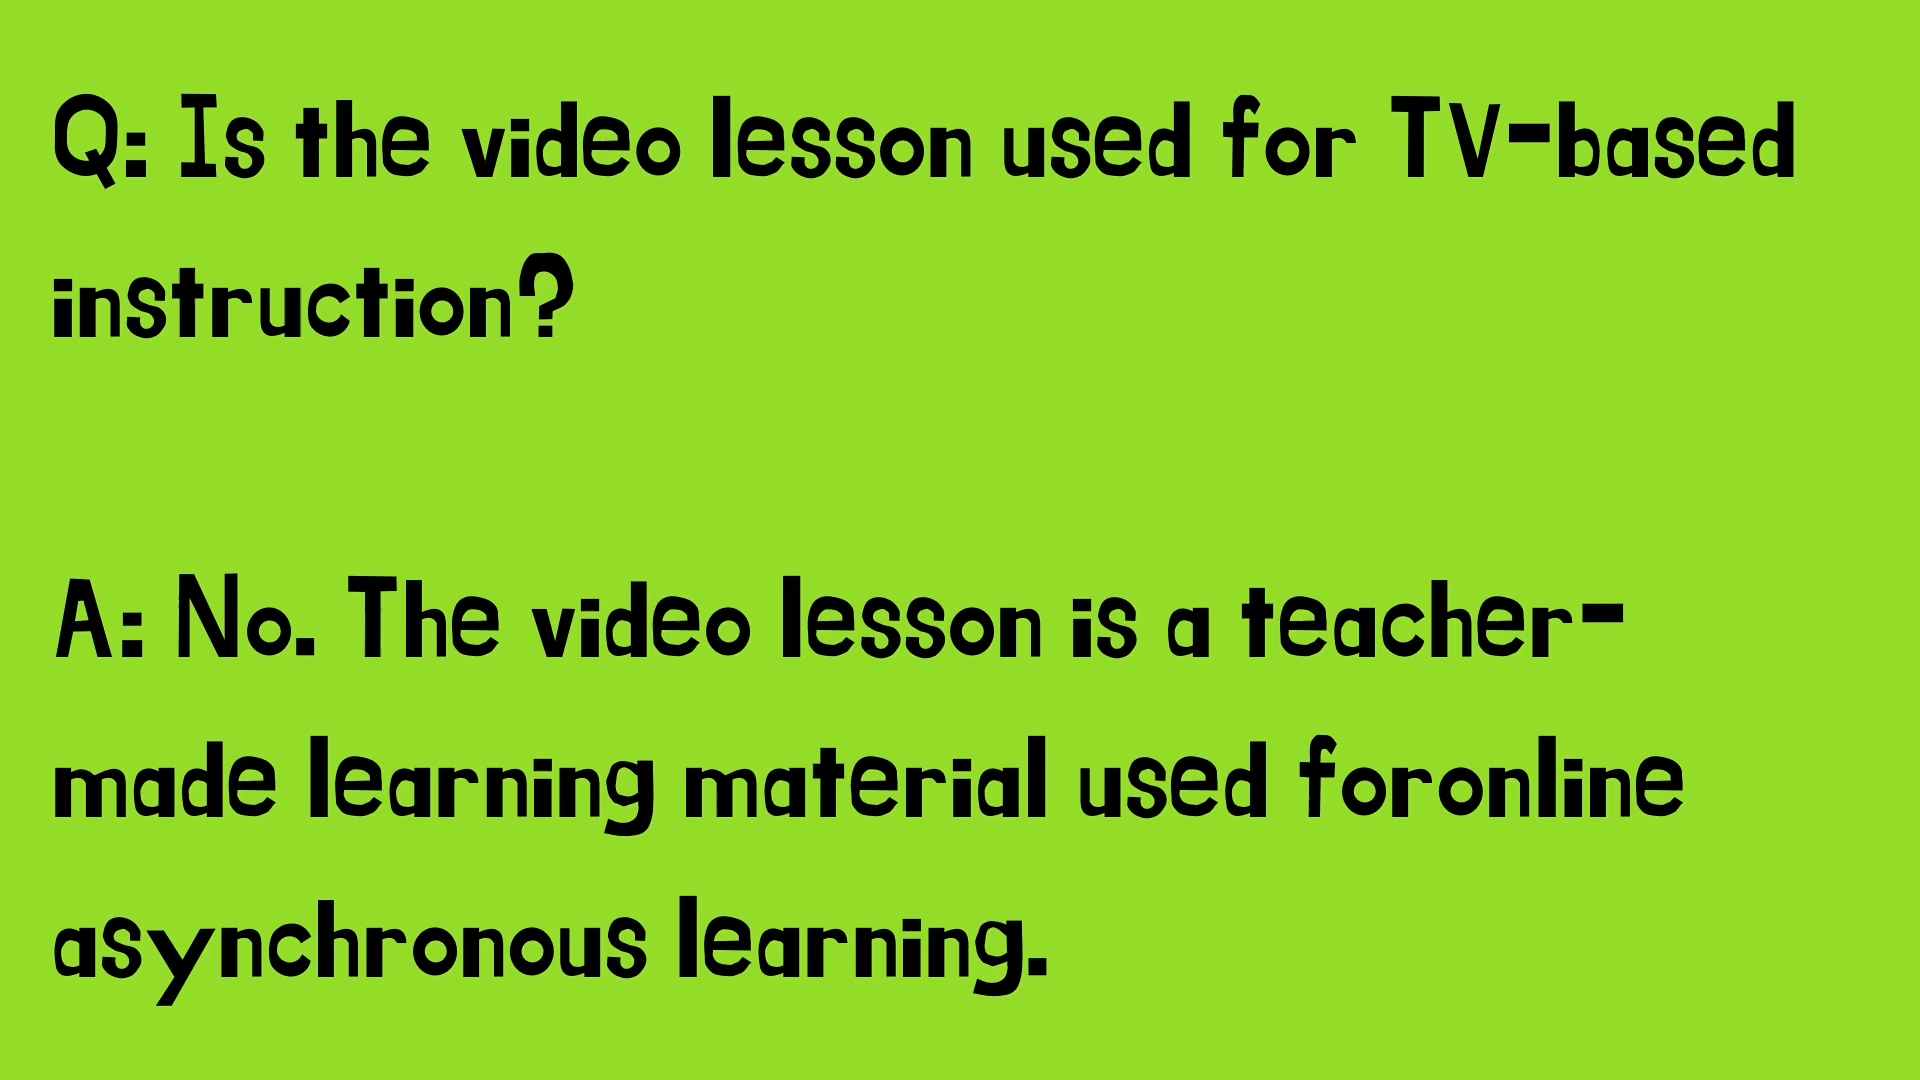 Q: Is the video lesson used for TV-based
instruction?
A: No. The video lesson is a teacher-
made learning material used foronline
asynchronous learning.